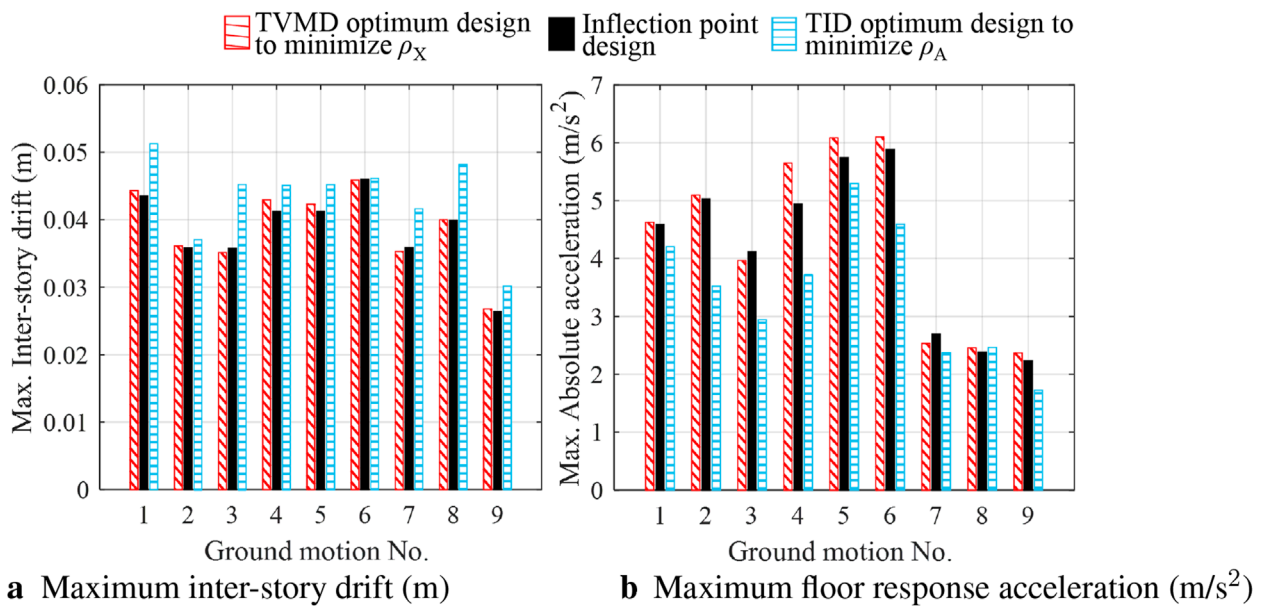 TVMD optimum design
to minimize ρX
Inflection point
design
TID optimum design to
minimize ρA
Max. Inter-story drift (m)
0.06
0.05
0.04
0.03
0.02
0.01
0
1 2 3 4 5 6 7 8 9
Ground motion No.
Max. Absolute acceleration (m/s²)
7
6
5
4
3
2
1
0
1 2 3 4 5 6 7 8 9
Ground motion No.
a Maximum inter-story drift (m)
b Maximum floor response acceleration (m/s²)